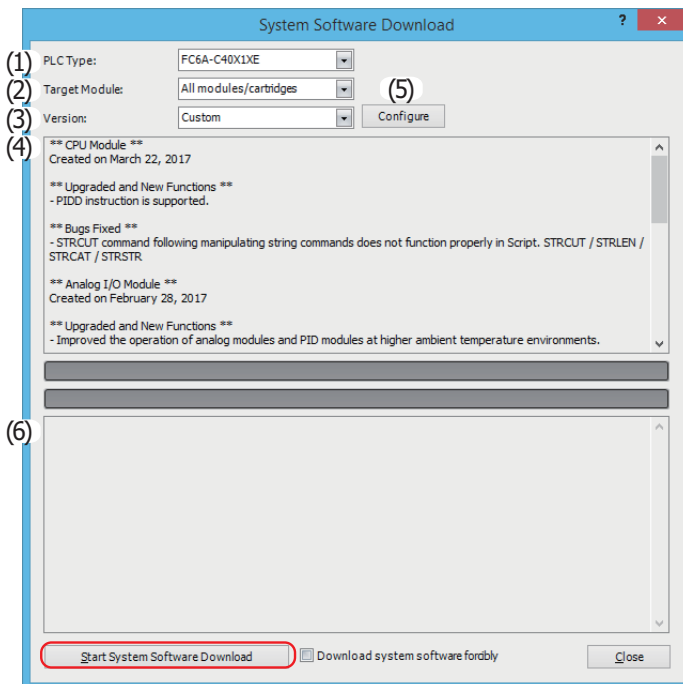 System Software Download
?
×
(1) PLC Type: FC6A-C40X1XE
(2) Target Module: All modules/cartridges
(5)
(3) Version: Custom Configure
(4)
** CPU Module **
Created on March 22, 2017
** Upgraded and New Functions **
- PIDD instruction is supported.
** Bugs Fixed **
- STRCUT command following manipulating string commands does not function properly in Script. STRCUT / STRLEN /
STRCAT / STRSTR
** Analog I/O Module **
Created on February 28, 2017
** Upgraded and New Functions **
- Improved the operation of analog modules and PID modules at higher ambient temperature environments.
(6)
Start System Software Download Download system software forcibly Close